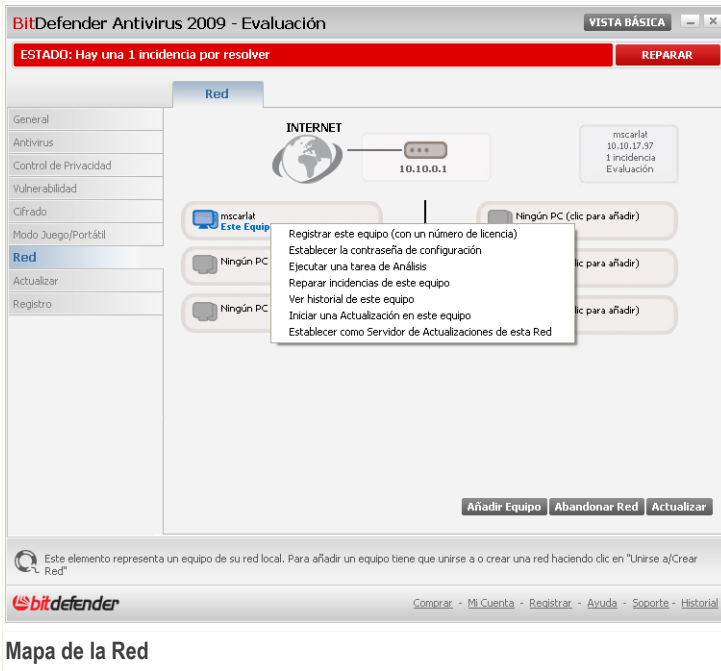 BitDefender Antivirus 2009 - Evaluación
VISTA BÁSICA
ESTADO: Hay una 1 incidencia por resolver
REPARAR
Red
General
Antivirus
Control de Privacidad
Vulnerabilidad
Cifrado
Modo Juego/Portátil
Red
Actualizar
Registro
INTERNET
10.10.0.1
mscarlat
10.10.17.97
1 incidencia
Evaluación
mscarlat
Este Equip
Ningún PC (clic para añadir)
Ningún PC
lic para añadir)
Ningún PC
lic para añadir)
Registrar este equipo (con un número de licencia)
Establecer la contraseña de configuración
Ejecutar una tarea de Análisis
Reparar incidencias de este equipo
Ver historial de este equipo
Iniciar una Actualización en este equipo
Establecer como Servidor de Actualizaciones de esta Red
Añadir Equipo
Abandonar Red
Actualizar
Este elemento representa un equipo de su red local. Para añadir un equipo tiene que unirse a o crear una red haciendo clic en "Unirse a/Crear
Red"
bitdefender
Comprar - Mi Cuenta - Registrar - Ayuda - Soporte - Historial
Mapa de la Red